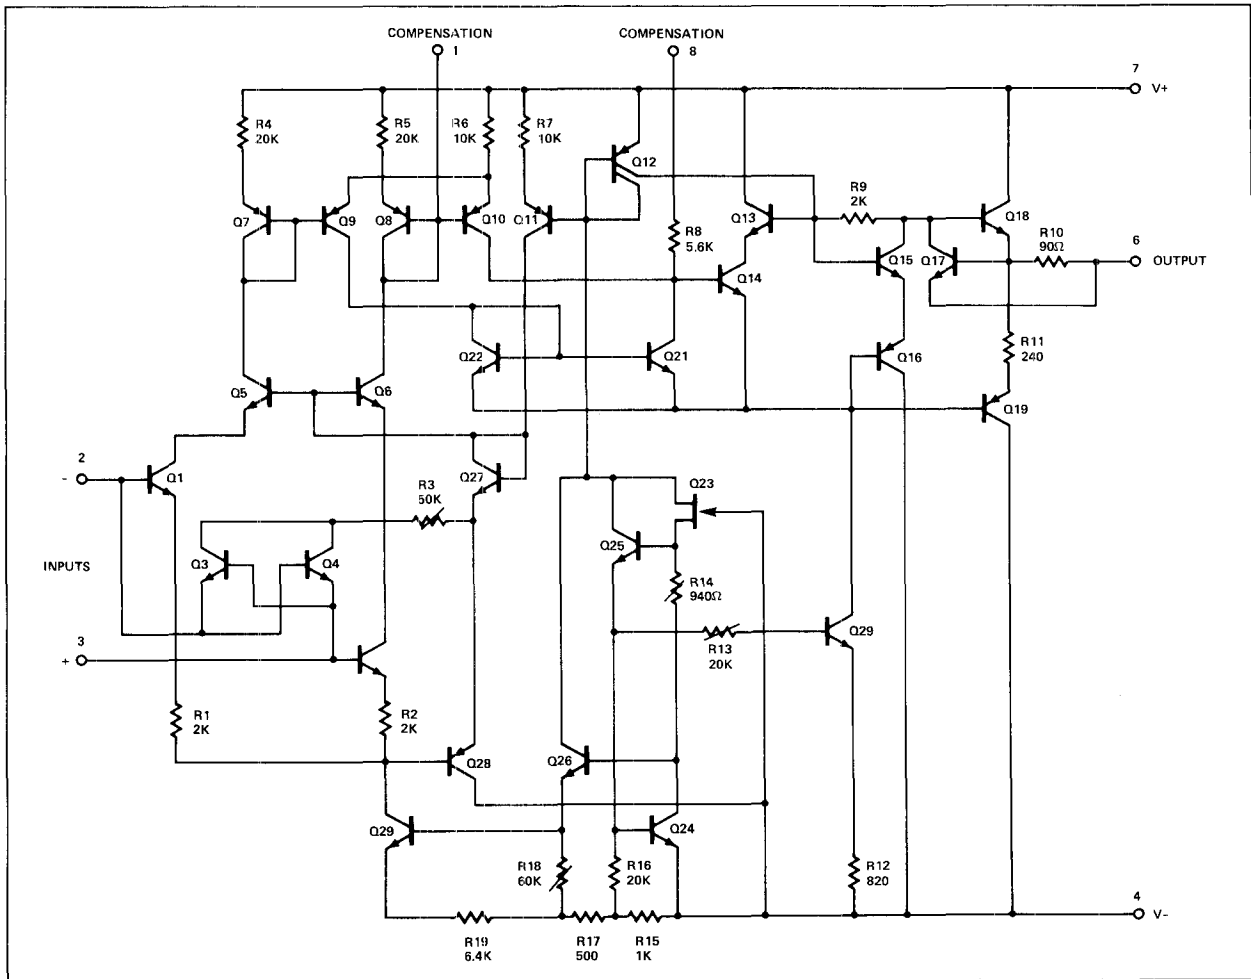 COMPENSATION
1
COMPENSATION
8
7
V+
R4
20K
R5
20K
R6
10K
R7
10K
Q12
R9
2K
Q7
Q9
Q8
Q10
Q11
R8
5.6K
Q13
Q15
Q17
Q18
R10
90Ω
6
OUTPUT
Q14
Q22
Q21
Q16
R11
240
Q5
Q6
Q19
2
-
Q1
R3
50K
Q27
Q23
Q3
Q4
INPUTS
Q25
R14
940Ω
3
+
R13
20K
Q29
R1
2K
R2
2K
Q28
Q26
Q29
Q24
R18
60K
R16
20K
R12
820
4
V-
R19
6.4K
R17
500
R15
1K